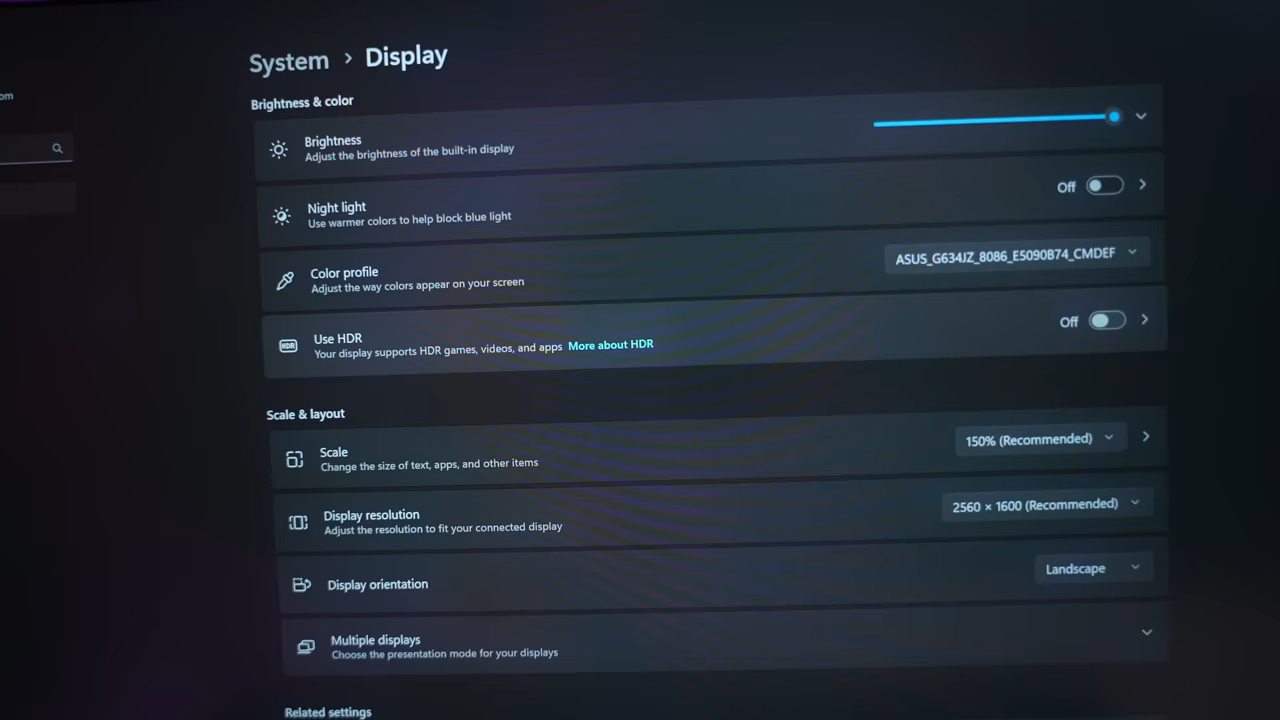 System > Display
om
Brightness & color
Brightness
Adjust the brightness of the built-in display
Night light
Use warmer colors to help block blue light
Off
Color profile
Adjust the way colors appear on your screen
ASUS_G634JZ_8086_E5090B74_CMDEF
HDR
Use HDR
Your display supports HDR games, videos, and apps More about HDR
Off
Scale & layout
Scale
Change the size of text, apps, and other items
150% (Recommended)
Display resolution
Adjust the resolution to fit your connected display
2560 × 1600 (Recommended)
Display orientation
Landscape
Multiple displays
Choose the presentation mode for your displays
Related settings